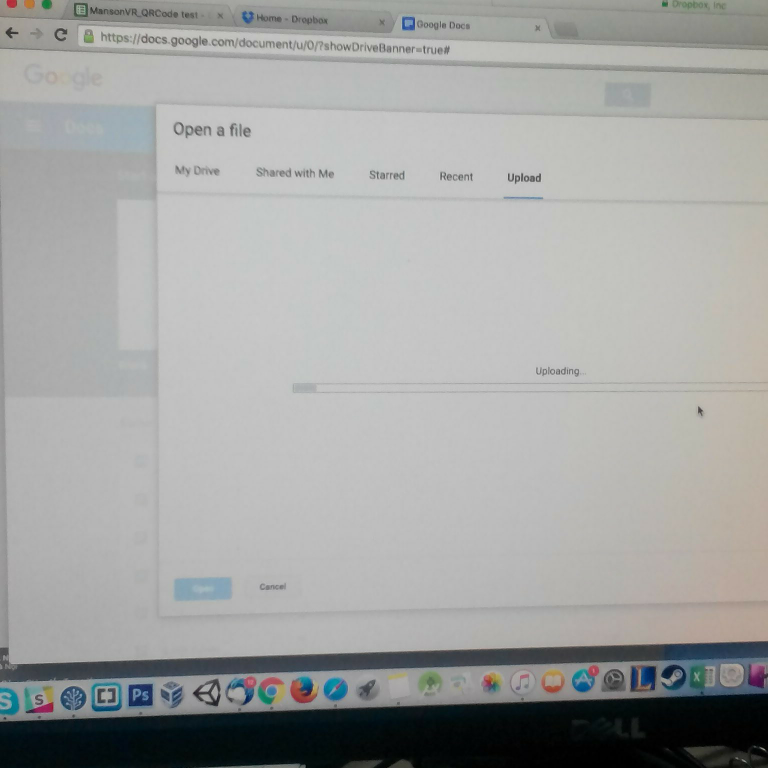 Dropbox, Inc
MansonVR_QRCode test -
Home - Dropbox
Google Docs
https://docs.google.com/document/u/0/?showDriveBanner=true#
Google
Docs
Open a file
My Drive Shared with Me Starred Recent Upload
Uploading...
Open Cancel
S S Ps L X
DELL